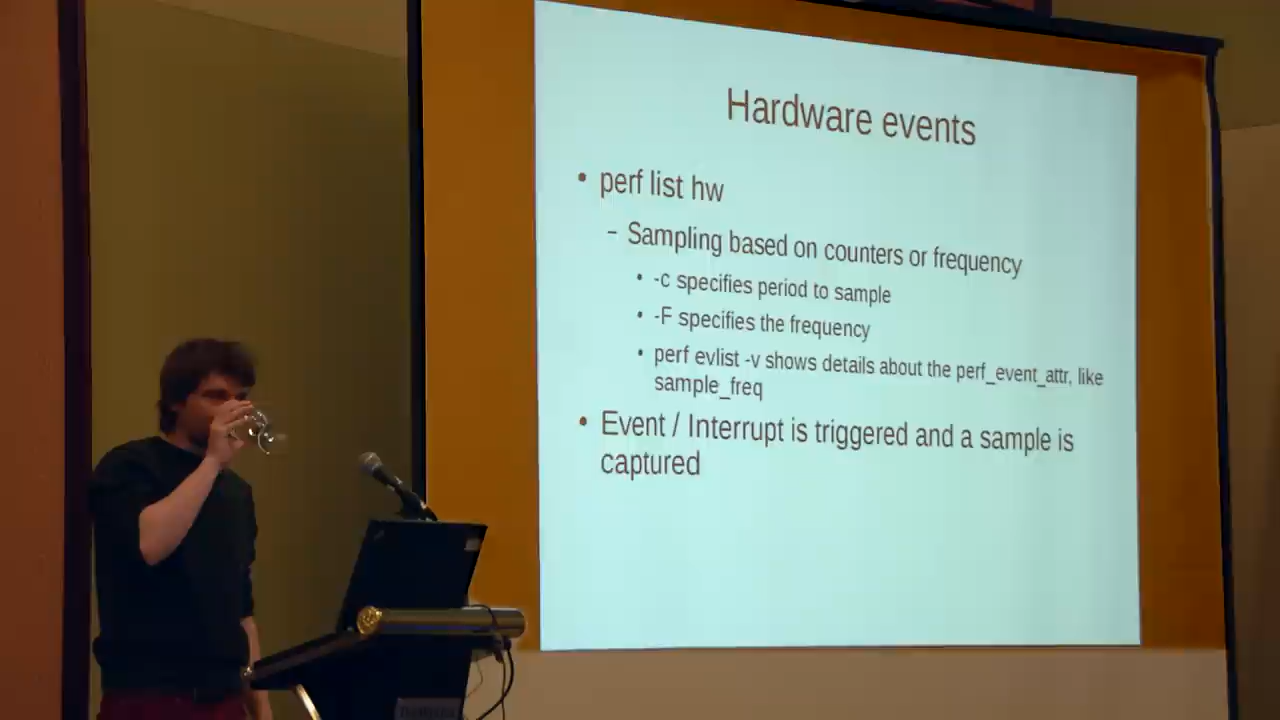 Hardware events
• perf list hw
– Sampling based on counters or frequency
• -c specifies period to sample
• -F specifies the frequency
• perf evlist -v shows details about the perf_event_attr, like
sample_freq
• Event / Interrupt is triggered and a sample is
captured